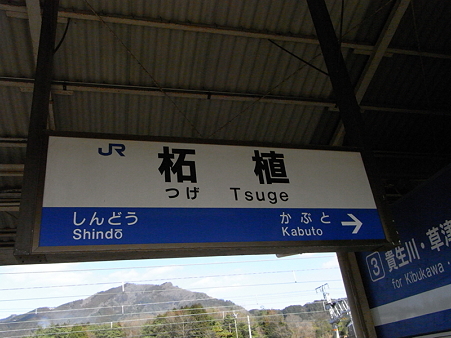 JR 柘植
つげ Tsuge
しんどう かぶと
Shindō Kabuto
3 貴生川・草津
for Kibukawa